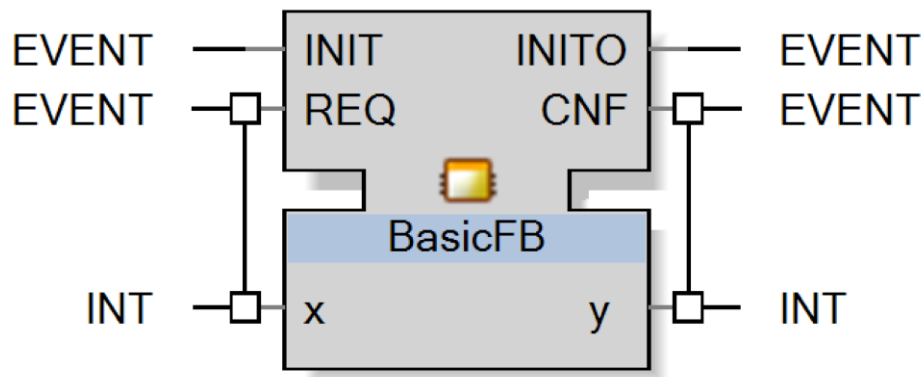 EVENT INIT INITO EVENT
EVENT REQ CNF EVENT
BasicFB
INT x y INT